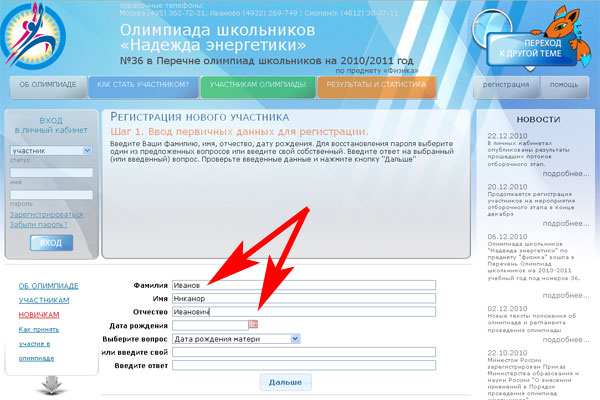 справочные телефоны:
Москва (495) 362-72-31; Иваново (4932) 269-749 ; Смоленск (4812) 30-37-11
Олимпиада школьников
«Надежда энергетики»
№36 в Перечне олимпиад школьников на 2010/2011 год
по предмету «Физика»
ПЕРЕХОД
К ДРУГОЙ ТЕМЕ
ОБ ОЛИМПИАДЕ
КАК СТАТЬ УЧАСТНИКОМ?
УЧАСТНИКАМ ОЛИМПИАДЫ
РЕЗУЛЬТАТЫ И СТАТИСТИКА
регистрация
помощь
ВХОД
в личный кабинет
участник
статус
имя
пароль
Зарегистрироваться
Забыли пароль?
ВХОД
Регистрация нового участника
Шаг 1. Ввод первичных данных для регистрации.
Введите Ваши фамилию, имя, отчество, дату рождения. Для восстановления пароля выберите
один из предложенных вопросов или введите свой собственный. Введите ответ на выбранный
(или введенный) вопрос. Проверьте введенные данные и нажмите кнопку "Дальше"
ОБ ОЛИМПИАДЕ
УЧАСТНИКАМ
НОВИЧКАМ
Как принять
участие в
олимпиаде
Фамилия Иванов
Имя Никанор
Отчество Иванович
Дата рождения
Выберите вопрос Дата рождения матери
или введите свой
Введите ответ
Дальше
НОВОСТИ
22.12.2010
В личных кабинетах
опубликованы результаты
прошедших потоков
отборочного этапа.
подробнее...
20.12.2010
Продолжается регистрация
участников на мероприятия
отборочного этапа в конце
декабря
подробнее...
06.12.2010
Олимпиада школьников
"Надежда энергетики" по
предмету "физика" вошла в
Перечень Олимпиад
школьников на 2010-2011
учебный год под номером 36.
подробнее...
02.12.2010
Новые тексты положения об
олимпиаде и регламента
проведения олимпиады
подробнее...
22.10.2010
Минюстом России
зарегистрирован Приказ
Министерства образования и
науки России "О внесении
изменений в Порядок
проведения олимпиад